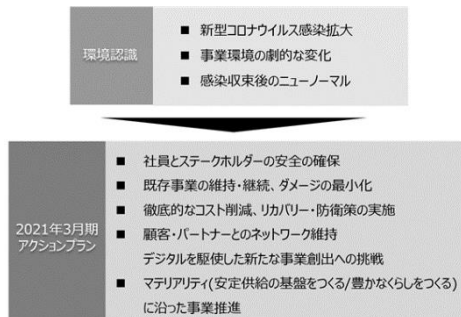 環境認識
■ 新型コロナウイルス感染拡大
■ 事業環境の劇的な変化
■ 感染収束後のニューノーマル
2021年3月期
アクションプラン
■ 社員とステークホルダーの安全の確保
■ 既存事業の維持・継続、ダメージの最小化
■ 徹底的なコスト削減、リカバリー・防衛策の実施
■ 顧客・パートナーとのネットワーク維持
デジタルを駆使した新たな事業創出への挑戦
■ マテリアリティ(安定供給の基盤をつくる/豊かなくらしをつくる)
に沿った事業推進